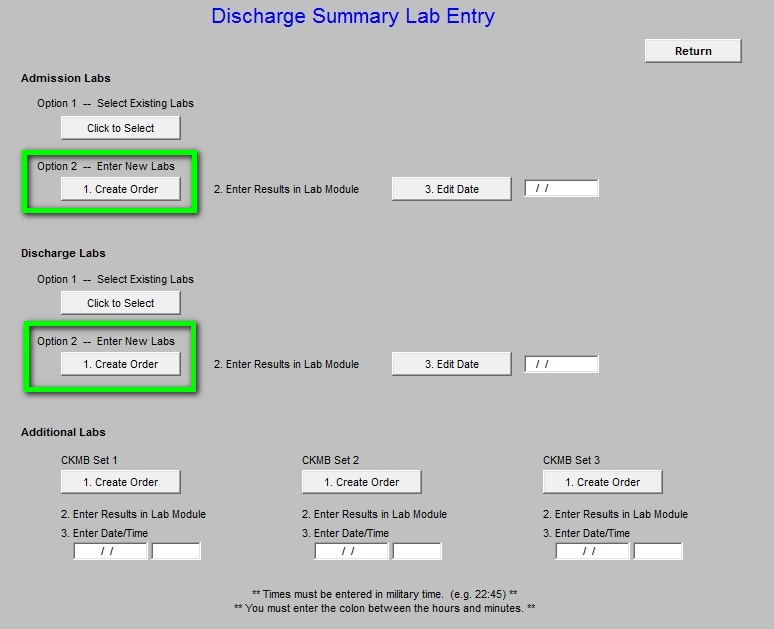 Discharge Summary Lab Entry
Return
Admission Labs
Option 1 -- Select Existing Labs
Click to Select
Option 2 -- Enter New Labs
1. Create Order 2. Enter Results in Lab Module 3. Edit Date / /
Discharge Labs
Option 1 -- Select Existing Labs
Click to Select
Option 2 -- Enter New Labs
1. Create Order 2. Enter Results in Lab Module 3. Edit Date / /
Additional Labs
CKMB Set 1 CKMB Set 2 CKMB Set 3
1. Create Order 1. Create Order 1. Create Order
2. Enter Results in Lab Module 2. Enter Results in Lab Module 2. Enter Results in Lab Module
3. Enter Date/Time 3. Enter Date/Time 3. Enter Date/Time
/ / / / / /
** Times must be entered in military time. (e.g. 22:45) **
** You must enter the colon between the hours and minutes. **